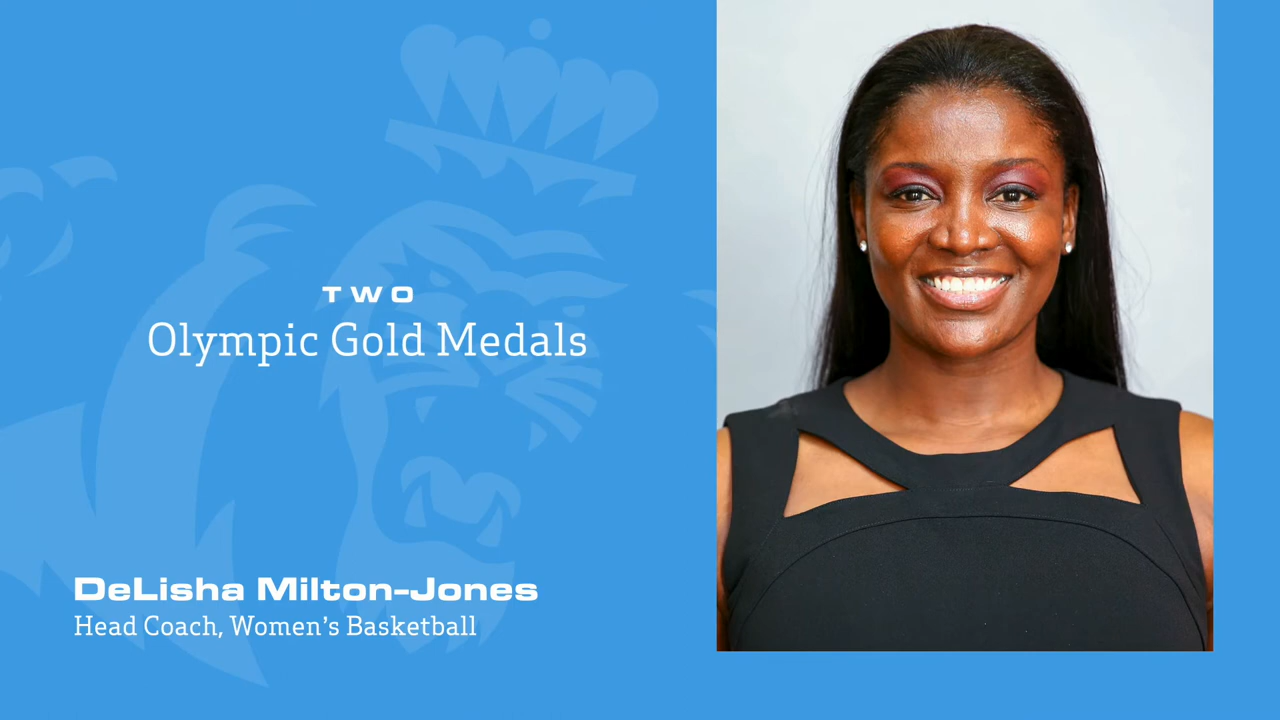 TWO
Olympic Gold Medals
DeLisha Milton-Jones
Head Coach, Women's Basketball